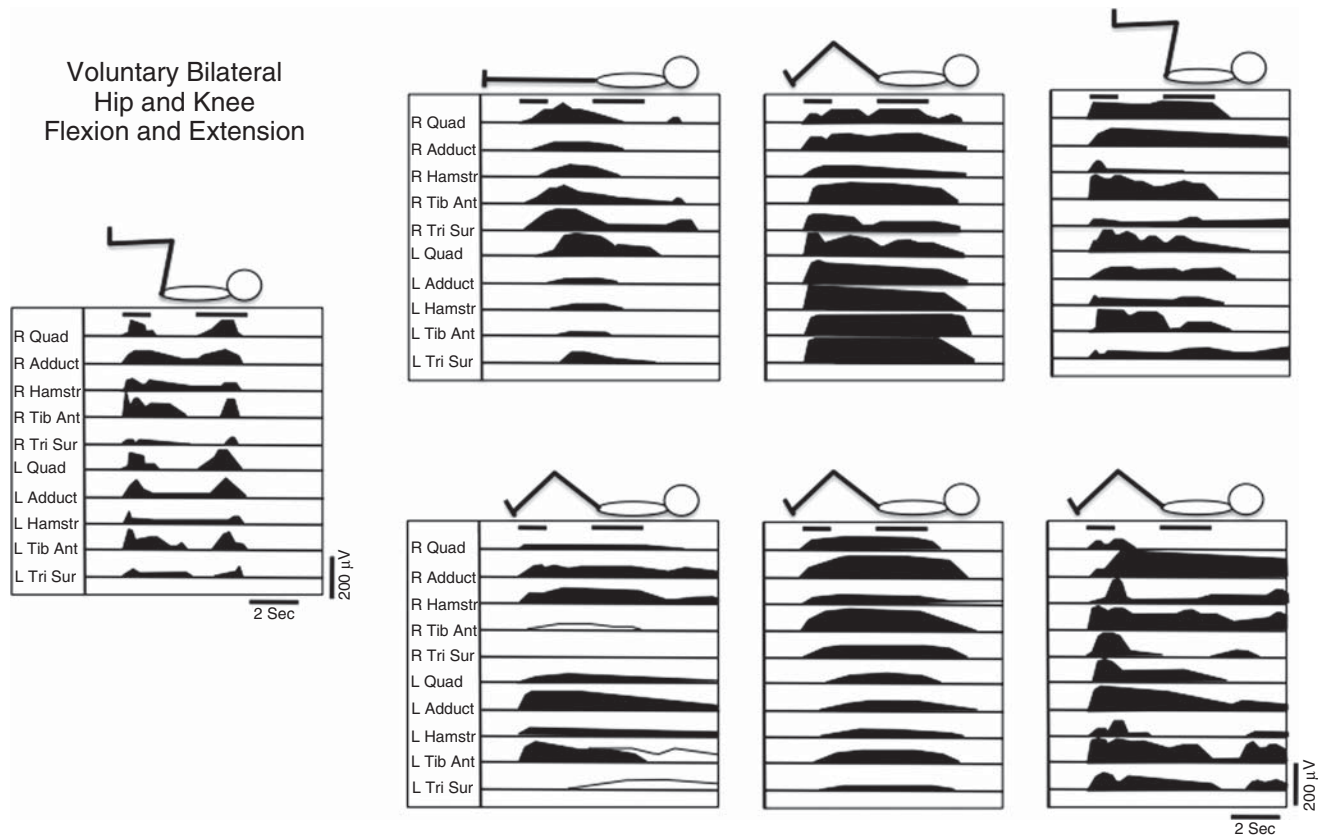 Voluntary Bilateral
Hip and Knee
Flexion and Extension
R Quad
R Adduct
R Hamstr
R Tib Ant
R Tri Sur
L Quad
L Adduct
L Hamstr
L Tib Ant
L Tri Sur
200 µV
2 Sec
R Quad
R Adduct
R Hamstr
R Tib Ant
R Tri Sur
L Quad
L Adduct
L Hamstr
L Tib Ant
L Tri Sur
R Quad
R Adduct
R Hamstr
R Tib Ant
R Tri Sur
L Quad
L Adduct
L Hamstr
L Tib Ant
L Tri Sur
200 µV
2 Sec